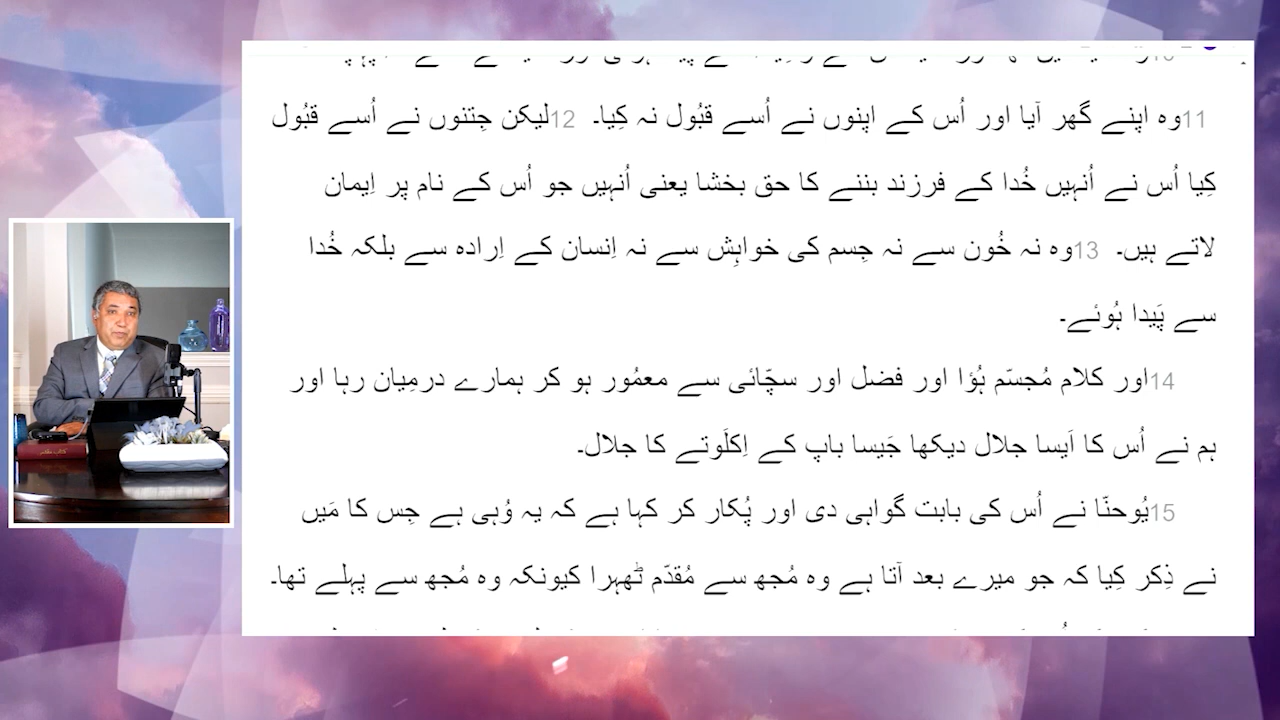 11وہ اپنے گھر آیا اور اُس کے اپنوں نے اُسے قبُول نہ کِیا۔ 12لیکن جِتنوں نے اُسے قبُول
کِیا اُس نے اُنہیں خُدا کے فرزند بننے کا حق بخشا یعنی اُنہیں جو اُس کے نام پر اِیمان
لاتے ہیں۔ 13وہ نہ خُون سے نہ جِسم کی خواہِش سے نہ اِنسان کے اِرادہ سے بلکہ خُدا
سے پَیدا ہُوئے۔
14اور کلام مُجسّم ہُؤا اور فضل اور سچّائی سے معمُور ہو کر ہمارے درمِیان رہا اور
ہم نے اُس کا اَیسا جلال دیکھا جَیسا باپ کے اِکلَوتے کا جلال۔
15یُوحنّا نے اُس کی بابت گواہی دی اور پُکار کر کہا ہے کہ یہ وُہی ہے جِس کا مَیں
نے ذِکر کِیا کہ جو میرے بعد آتا ہے وہ مُجھ سے مُقدّم ٹھہرا کیونکہ وہ مُجھ سے پہلے تھا۔